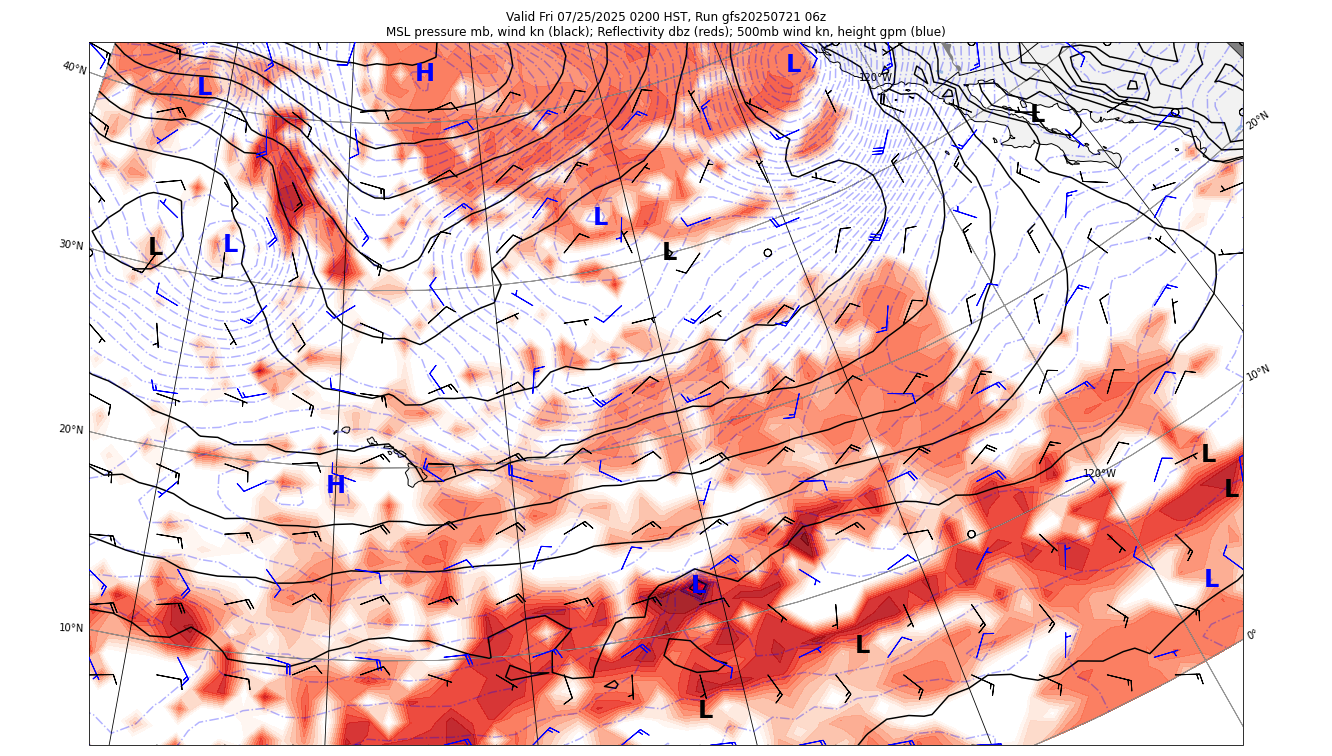 Valid Fri 07/25/2025 0200 HST, Run gfs20250721 06z
MSL pressure mb, wind kn (black); Reflectivity dbz (reds); 500mb wind kn, height gpm (blue)
40°N
L
H
L
120°W
L
20°N
L
L
L
L
30°N
10°N
20°N
H
L
120°W
L
L
L
10°N
L
0°
L